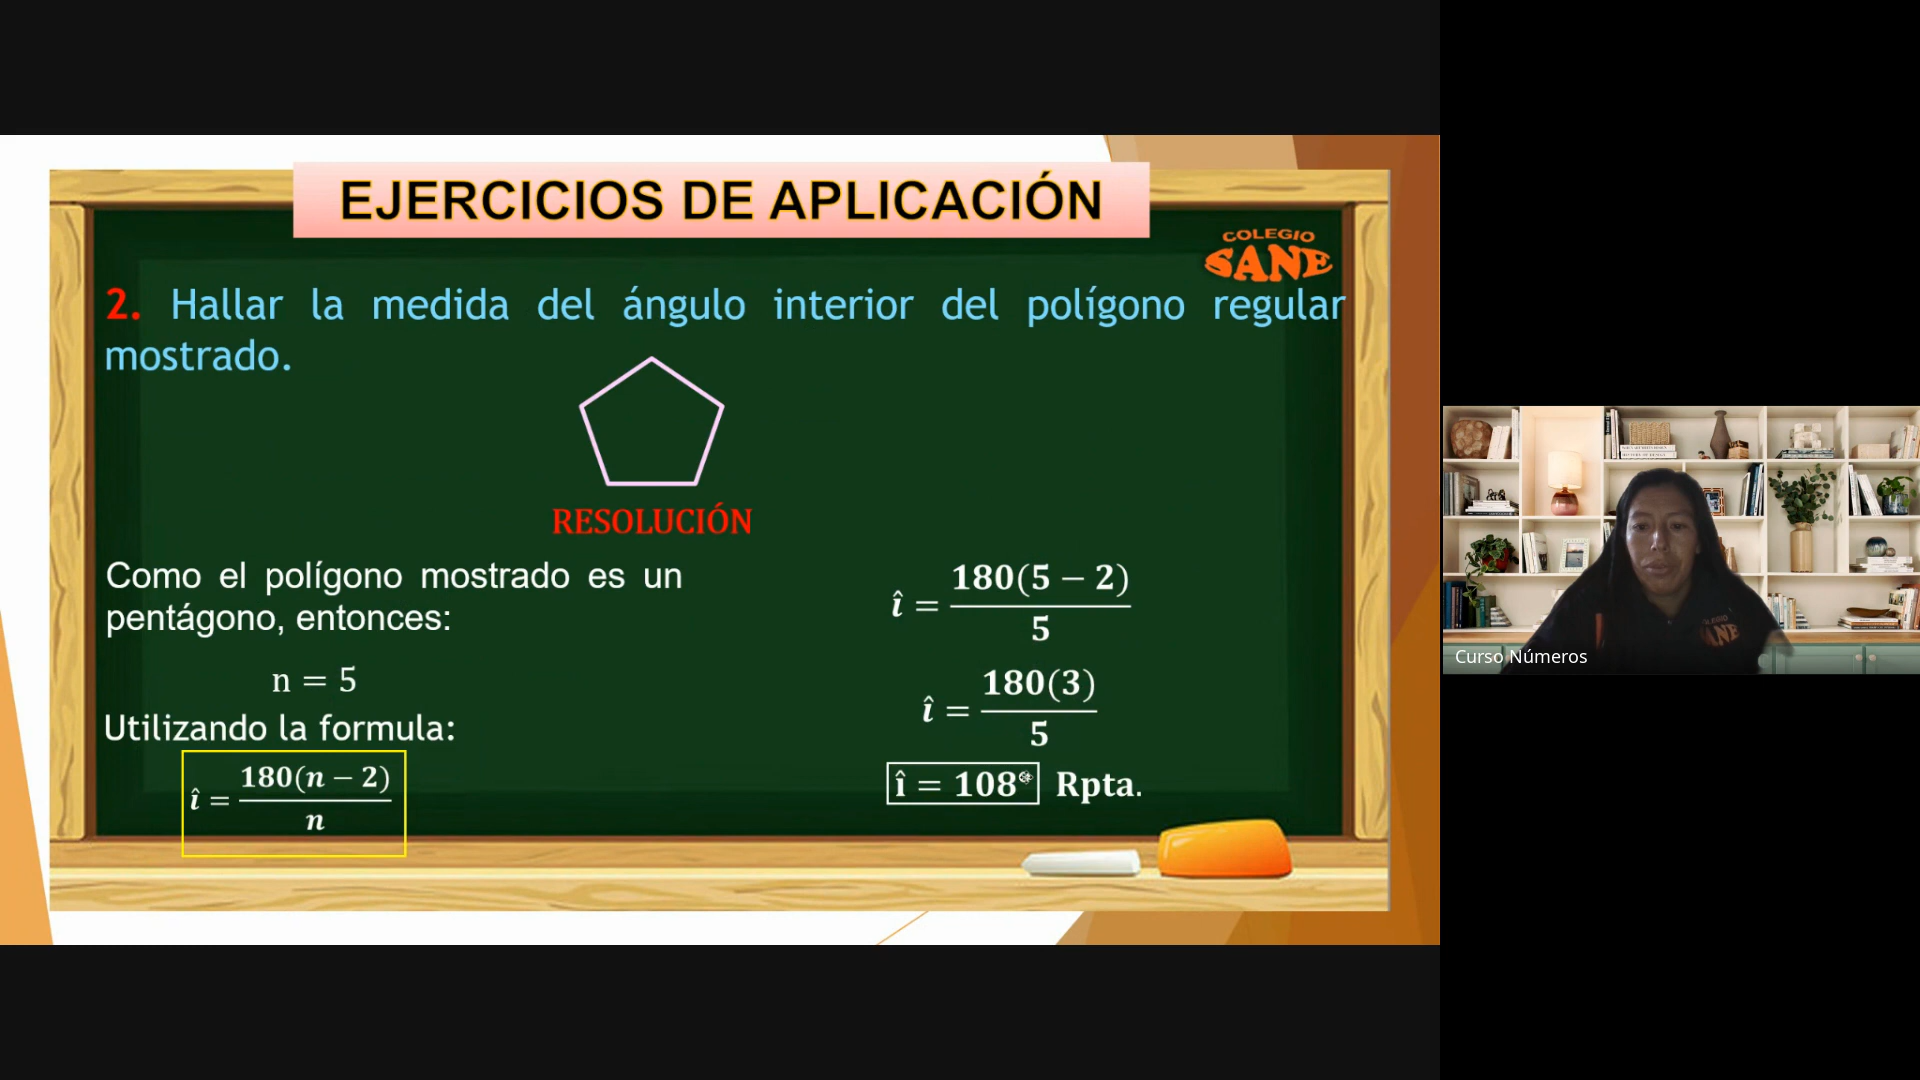 EJERCICIOS DE APLICACIÓN
COLEGIO
SANE
2. Hallar la medida del ángulo interior del polígono regular
mostrado.
RESOLUCIÓN
Como el polígono mostrado es un
pentágono, entonces:
n = 5
Utilizando la formula:
î = 180(n − 2)
n
î = 180(5 − 2)
5
î = 180(3)
5
î = 108° Rpta.
Curso Números